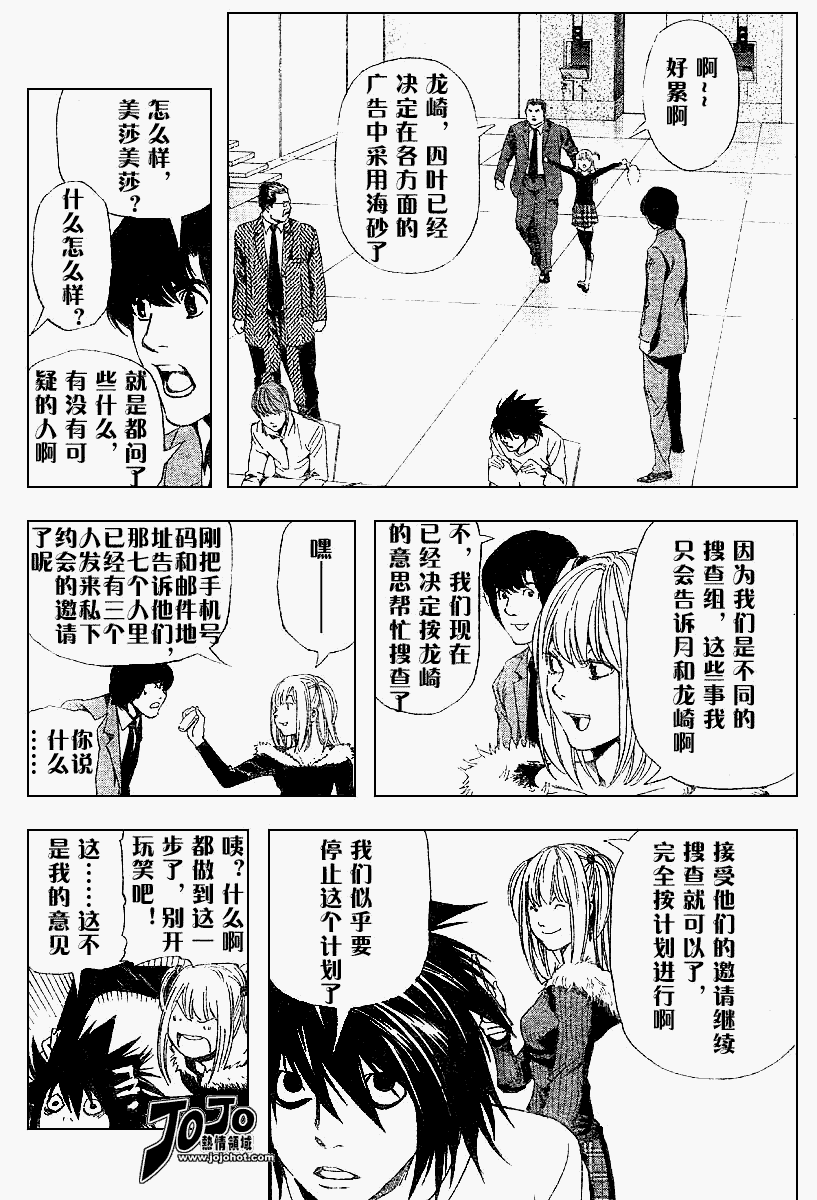 啊~~
好累啊
龙崎，四叶已经
决定在各方面的
广告中采用海砂
了
怎么样，
美莎美莎？
什么怎么样？
就是都问了
些什么，
有没有可
疑的人啊
因为我们是不同的
搜查组，这些事我
只会告诉月和龙崎啊
不，我们现在
已经决定按龙崎
的意思帮忙搜查了
嘿——
刚把手机号
码和邮件地
址告诉他们，
那七个人里
已经有三个
人发来私下
约会的邀请
了呢
你说
什么
……
接受他们的邀请继续
搜查就可以了，
完全按计划进行啊
我们似乎要
停止这个计划了
咦？什么啊
都做到这一
步了，别开
玩笑吧！
这……这不
是我的意见
JOJO
熱情領域
www.jojohot.com